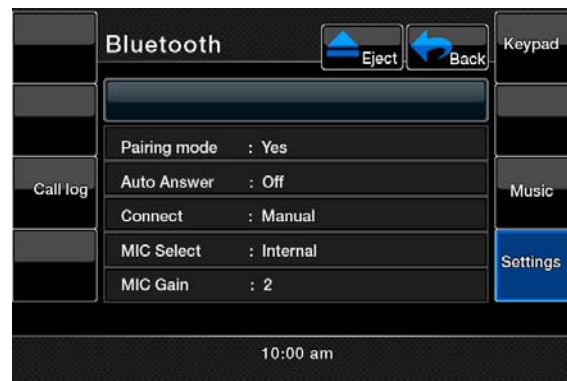 Bluetooth
Eject
Back
Keypad
Pairing mode : Yes
Call log
Auto Answer : Off
Music
Connect : Manual
MIC Select : Internal
Settings
MIC Gain : 2
10:00 am